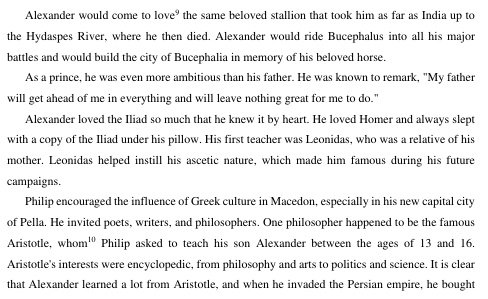 Alexander would come to love9 the same beloved stallion that took him as far as India up to
the Hydaspes River, where he then died. Alexander would ride Bucephalus into all his major
battles and would build the city of Bucephalia in memory of his beloved horse.
As a prince, he was even more ambitious than his father. He was known to remark, "My father
will get ahead of me in everything and will leave nothing great for me to do."
Alexander loved the Iliad so much that he knew it by heart. He loved Homer and always slept
with a copy of the Iliad under his pillow. His first teacher was Leonidas, who was a relative of his
mother. Leonidas helped instill his ascetic nature, which made him famous during his future
campaigns.
Philip encouraged the influence of Greek culture in Macedon, especially in his new capital city
of Pella. He invited poets, writers, and philosophers. One philosopher happened to be the famous
Aristotle, whom10 Philip asked to teach his son Alexander between the ages of 13 and 16.
Aristotle's interests were encyclopedic, from philosophy and arts to politics and science. It is clear
that Alexander learned a lot from Aristotle, and when he invaded the Persian empire, he bought